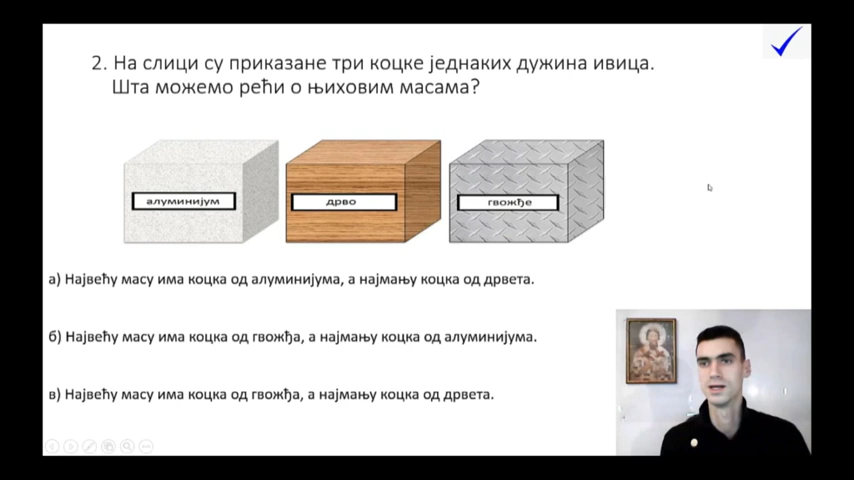 2. На слици су приказане три коцке једнаких дужина ивица.
Шта можемо рећи о њиховим масама?
алуминијум
дрво
гвожђе
а) Највећу масу има коцка од алуминијума, а најмању коцка од дрвета.
б) Највећу масу има коцка од гвожђа, а најмању коцка од алуминијума.
в) Највећу масу има коцка од гвожђа, а најмању коцка од дрвета.